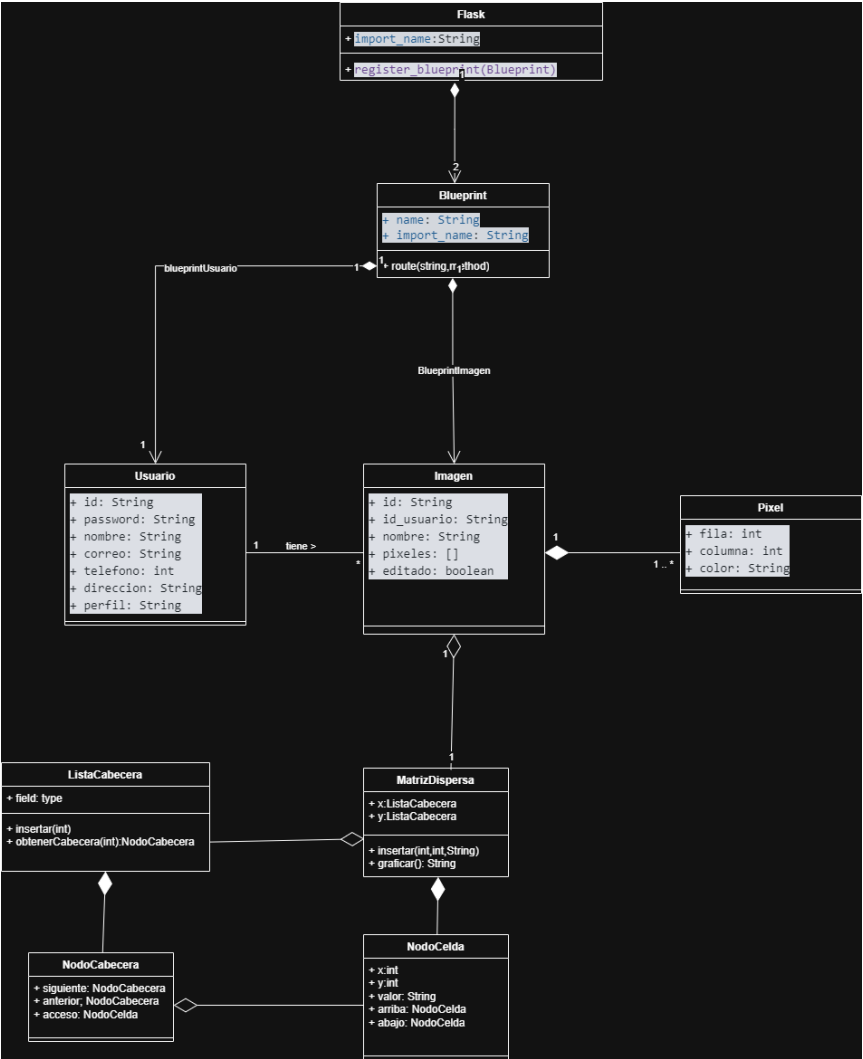 Flask
+ import_name:String
+ register_blueprint(Blueprint)
1
2
Blueprint
+ name: String
+ import_name: String
+ route(string,method)
1
1
1
blueprintUsuario
BlueprintImagen
1
Usuario
+ id: String
+ password: String
+ nombre: String
+ correo: String
+ telefono: int
+ direccion: String
+ perfil: String
1
tiene >
*
Imagen
+ id: String
+ id_usuario: String
+ nombre: String
+ pixeles: []
+ editado: boolean
1
1 .. *
Pixel
+ fila: int
+ columna: int
+ color: String
1
1
ListaCabecera
+ field: type
+ insertar(int)
+ obtenerCabecera(int):NodoCabecera
MatrizDispersa
+ x:ListaCabecera
+ y:ListaCabecera
+ insertar(int,int,String)
+ graficar(): String
NodoCabecera
+ siguiente: NodoCabecera
+ anterior; NodoCabecera
+ acceso: NodoCelda
NodoCelda
+ x:int
+ y:int
+ valor: String
+ arriba: NodoCelda
+ abajo: NodoCelda